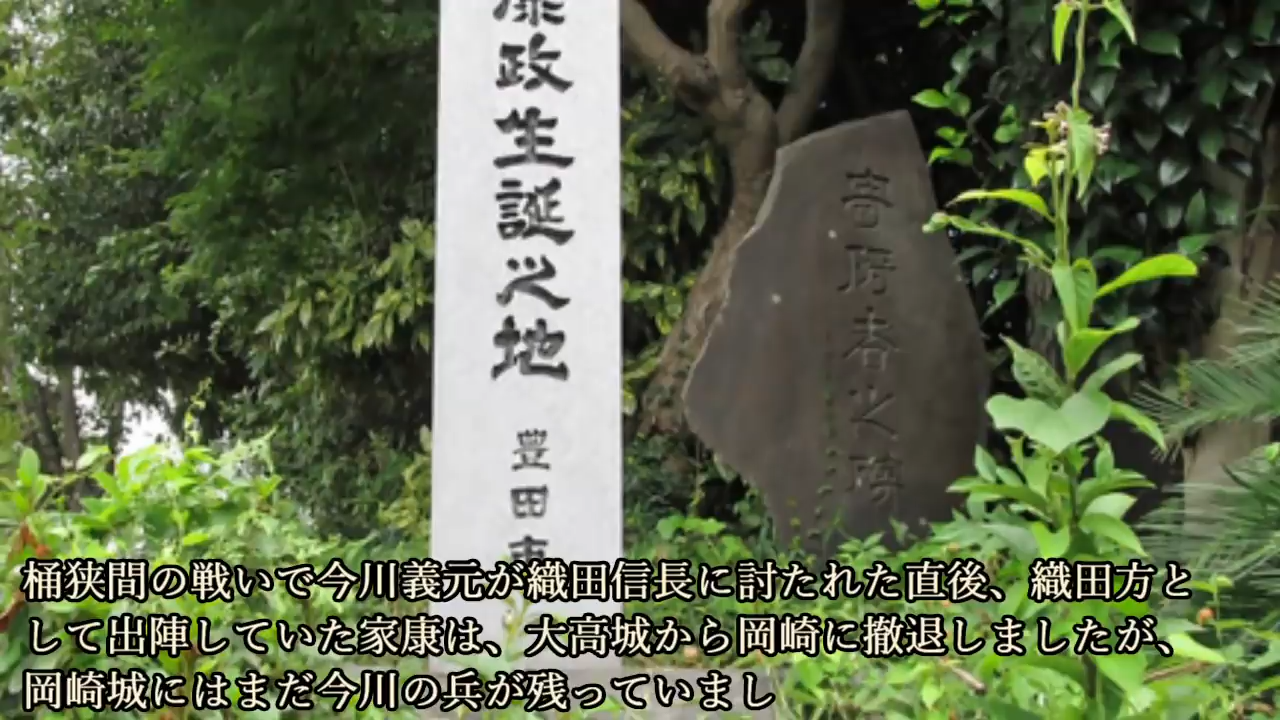 康政生誕之地
豊田市
桶狭間の戦いで今川義元が織田信長に討たれた直後、織田方と
して出陣していた家康は、大高城から岡崎に撤退しましたが、
岡崎城にはまだ今川の兵が残っていまし